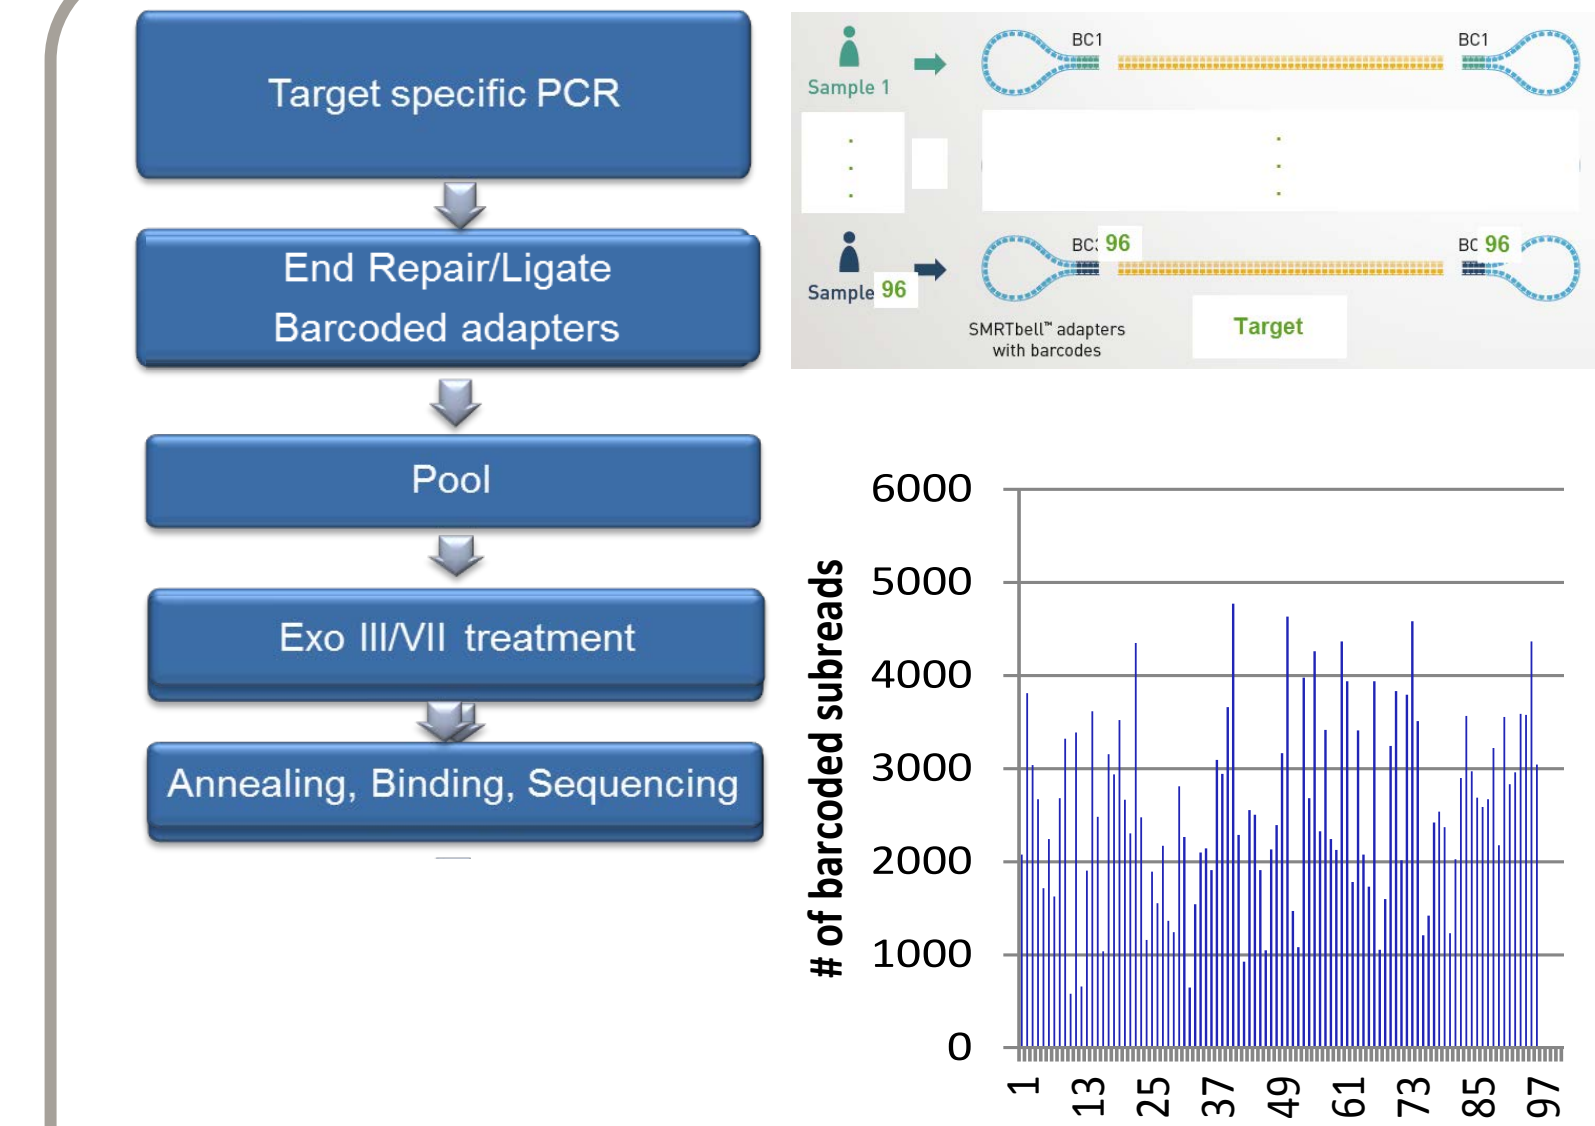 Target specific PCR
End Repair/Ligate
Barcoded adapters
Pool
Exo III/VII treatment
Annealing, Binding, Sequencing
Sample 1
BC1
BC1
Sample 96
BC 96
BC 96
SMRTbell™ adapters
with barcodes
Target
# of barcoded subreads
6000
5000
4000
3000
2000
1000
0
1 13 25 37 49 61 73 85 97